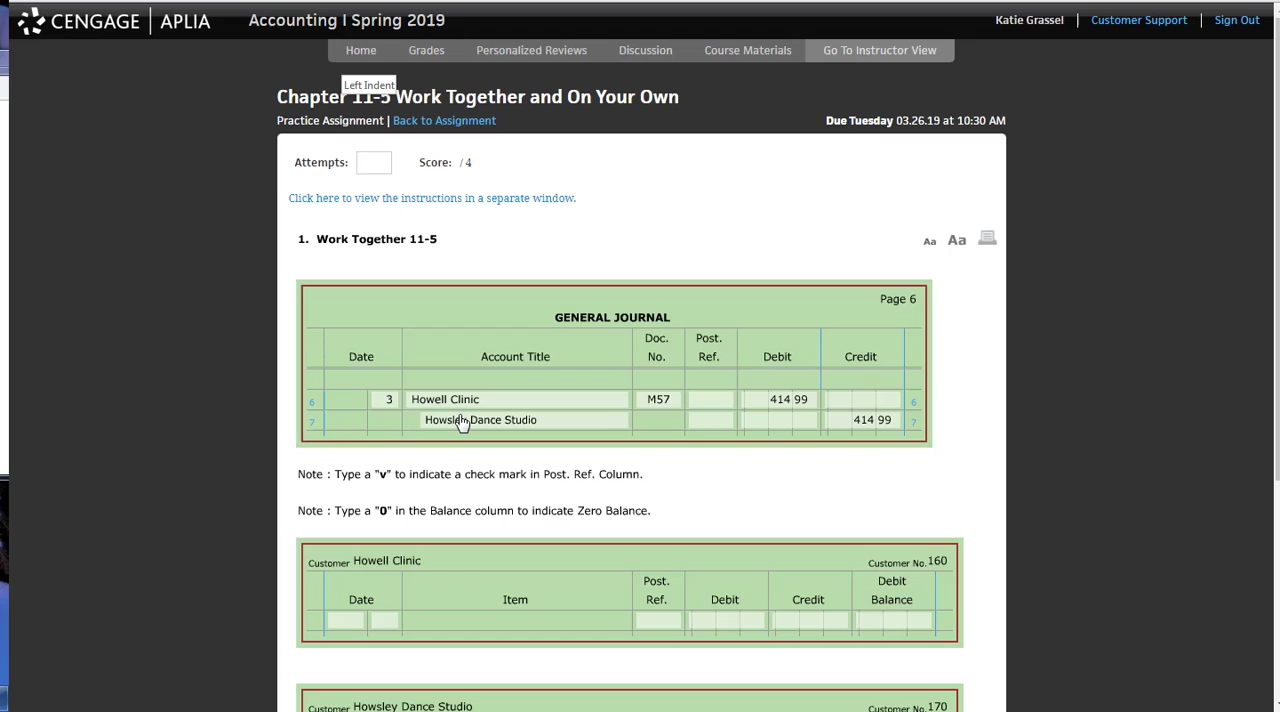 CENGAGE | APLIA Accounting I Spring 2019 Katie Grassel | Customer Support | Sign Out
Home Grades Personalized Reviews Discussion Course Materials Go To Instructor View
Left Indent
Chapter 11-5 Work Together and On Your Own
Practice Assignment | Back to Assignment Due Tuesday 03.26.19 at 10:30 AM
Attempts: Score: / 4
Click here to view the instructions in a separate window.
1. Work Together 11-5 Aa Aa
Page 6
GENERAL JOURNAL
Date Account Title Doc. No. Post. Ref. Debit Credit
6 3 Howell Clinic M57 414 99 6
7 Howsley Dance Studio 414 99 7
Note : Type a "v" to indicate a check mark in Post. Ref. Column.
Note : Type a "0" in the Balance column to indicate Zero Balance.
Customer Howell Clinic Customer No. 160
Date Item Post. Ref. Debit Credit Debit Balance
Customer Howsley Dance Studio Customer No. 170